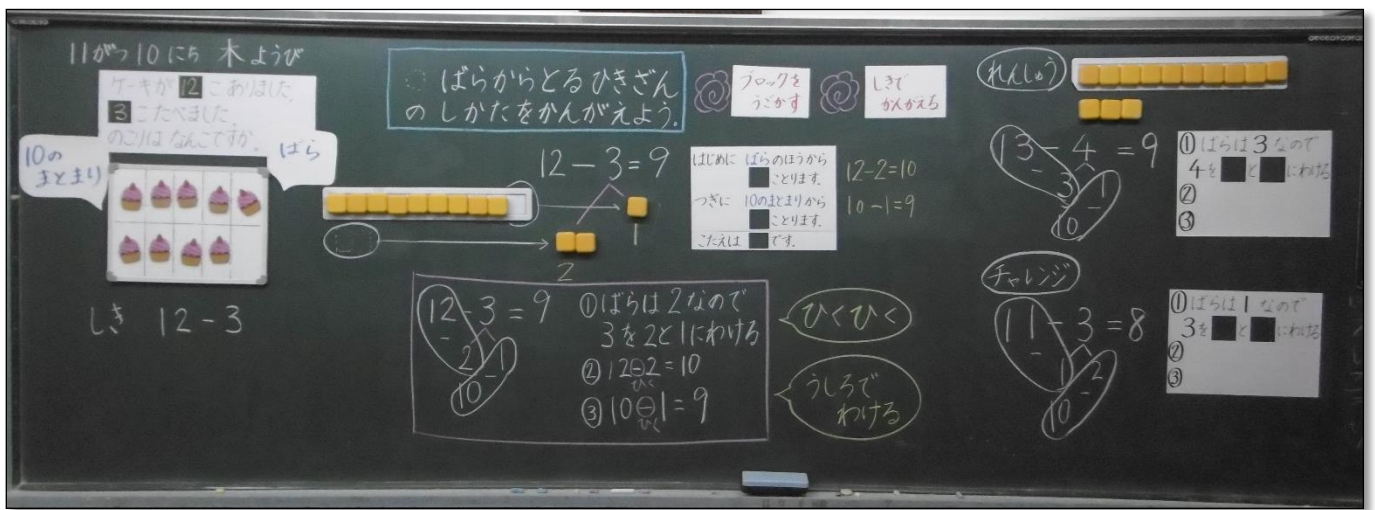 11がつ10にち 木ようび
ケーキが12こありました。
3こたべました。
のこりはなんこですか。
10の
まとまり
ばら
しき 12-3
ばらからとるひきざん
のしかたをかんがえよう。
ブロックを
うごかす
しきで
かんがえる
12-3=9
2
1
はじめに ばらのほうから
■ことります。
つぎに 10のまとまりから
■ことります。
こたえは■です。
12-2=10
10-1=9
12-3=9
- 2 -1
10
①ばらは2なので
3を2と1にわける
②12-2=10
ひく
③10-1=9
ひく
ひくひく
うしろで
わける
れんしゅう
13-4=9
- 3 -1
10
①ばらは3なので
4を■と■にわける
②
③
チャレンジ
11-3=8
- 1 -2
10
①ばらは1なので
3を■と■にわける
②
③